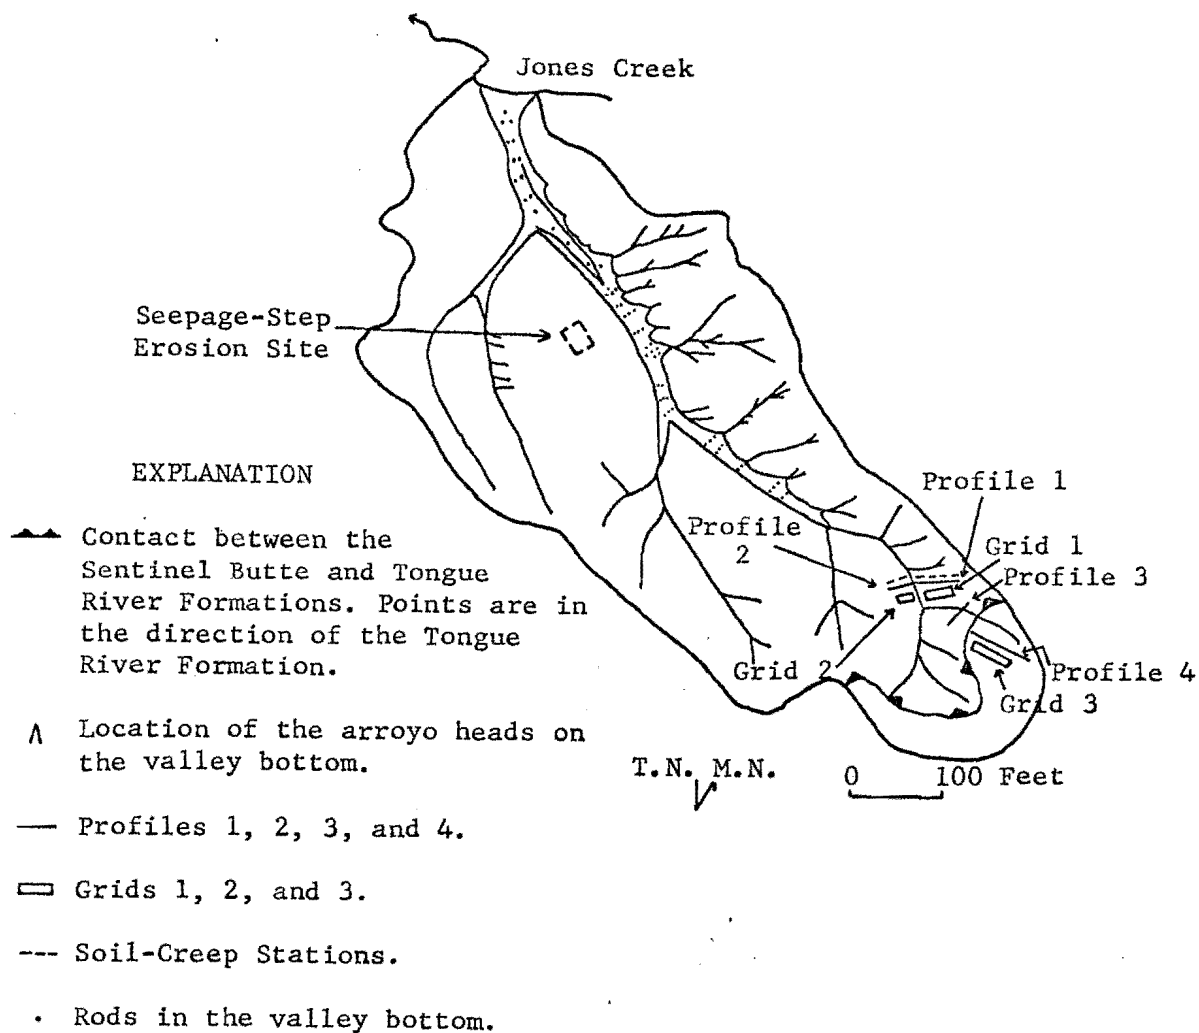 Jones Creek
Seepage-Step
Erosion Site
EXPLANATION
Contact between the
Sentinel Butte and Tongue
River Formations. Points are in
the direction of the Tongue
River Formation.
Location of the arroyo heads on
the valley bottom.
Profiles 1, 2, 3, and 4.
Grids 1, 2, and 3.
Soil-Creep Stations.
Rods in the valley bottom.
Profile 1
Profile
2
Grid 1
Profile 3
Grid 2
Profile 4
Grid 3
T.N. M.N.
0 100 Feet